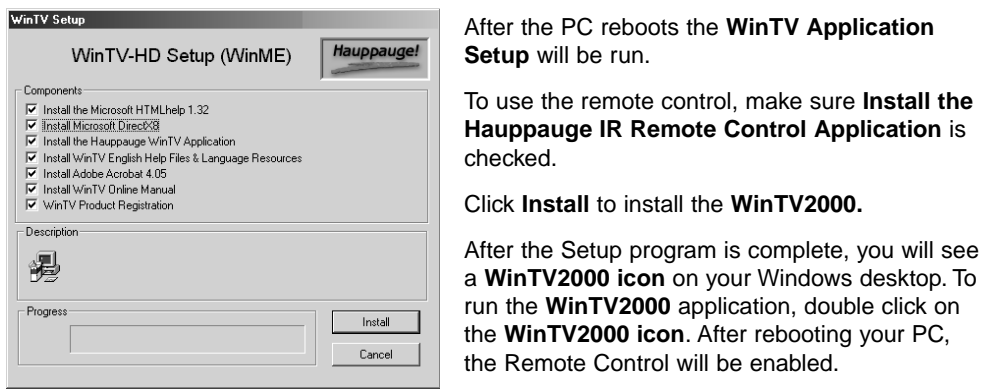 WinTV Setup
WinTV-HD Setup (WinME)
Hauppauge!
Components
Install the Microsoft HTMLhelp 1.32
Install Microsoft DirectX8
Install the Hauppauge WinTV Application
Install WinTV English Help Files & Language Resources
Install Adobe Acrobat 4.05
Install WinTV Online Manual
WinTV Product Registration
Description
Progress
Install
Cancel
After the PC reboots the WinTV Application
Setup will be run.
To use the remote control, make sure Install the
Hauppauge IR Remote Control Application is
checked.
Click Install to install the WinTV2000.
After the Setup program is complete, you will see
a WinTV2000 icon on your Windows desktop. To
run the WinTV2000 application, double click on
the WinTV2000 icon. After rebooting your PC,
the Remote Control will be enabled.